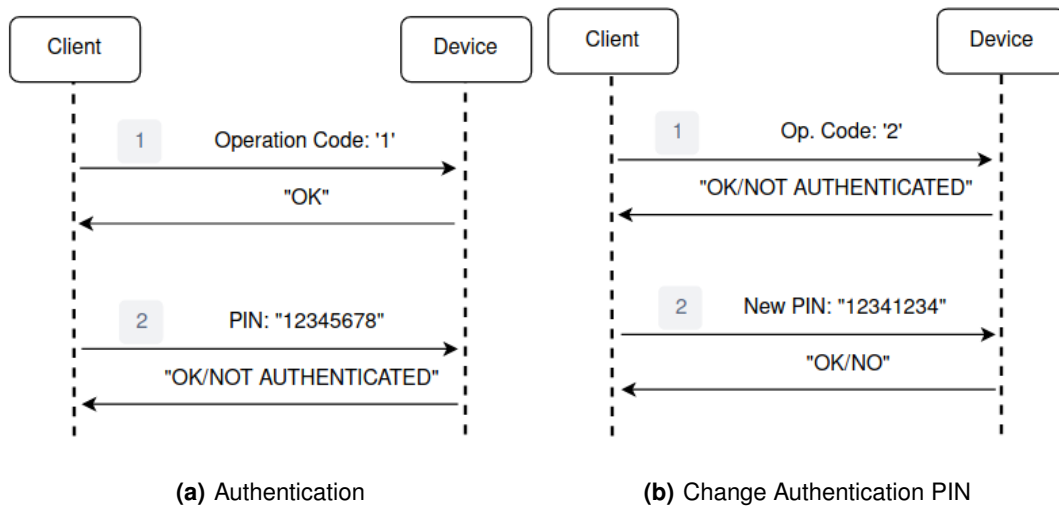 Client
Device
1
Operation Code: '1'
"OK"
2
PIN: "12345678"
"OK/NOT AUTHENTICATED"
(a) Authentication
Client
Device
1
Op. Code: '2'
"OK/NOT AUTHENTICATED"
2
New PIN: "12341234"
"OK/NO"
(b) Change Authentication PIN